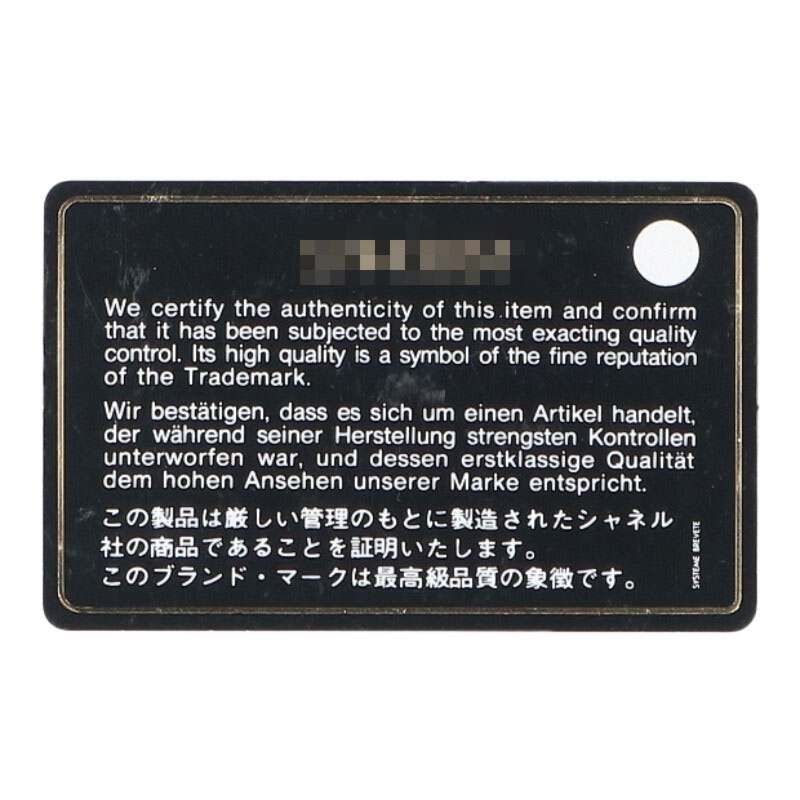 We certify the authenticity of this item and confirm
that it has been subjected to the most exacting quality
control. Its high quality is a symbol of the fine reputation
of the Trademark.
Wir bestätigen, dass es sich um einen Artikel handelt,
der während seiner Herstellung strengsten Kontrollen
unterworfen war, und dessen erstklassige Qualität
dem hohen Ansehen unserer Marke entspricht.
この製品は厳しい管理のもとに製造されたシャネル
社の商品であることを証明いたします。
このブランド・マークは最高級品質の象徴です。
SYSTEME BREVETE